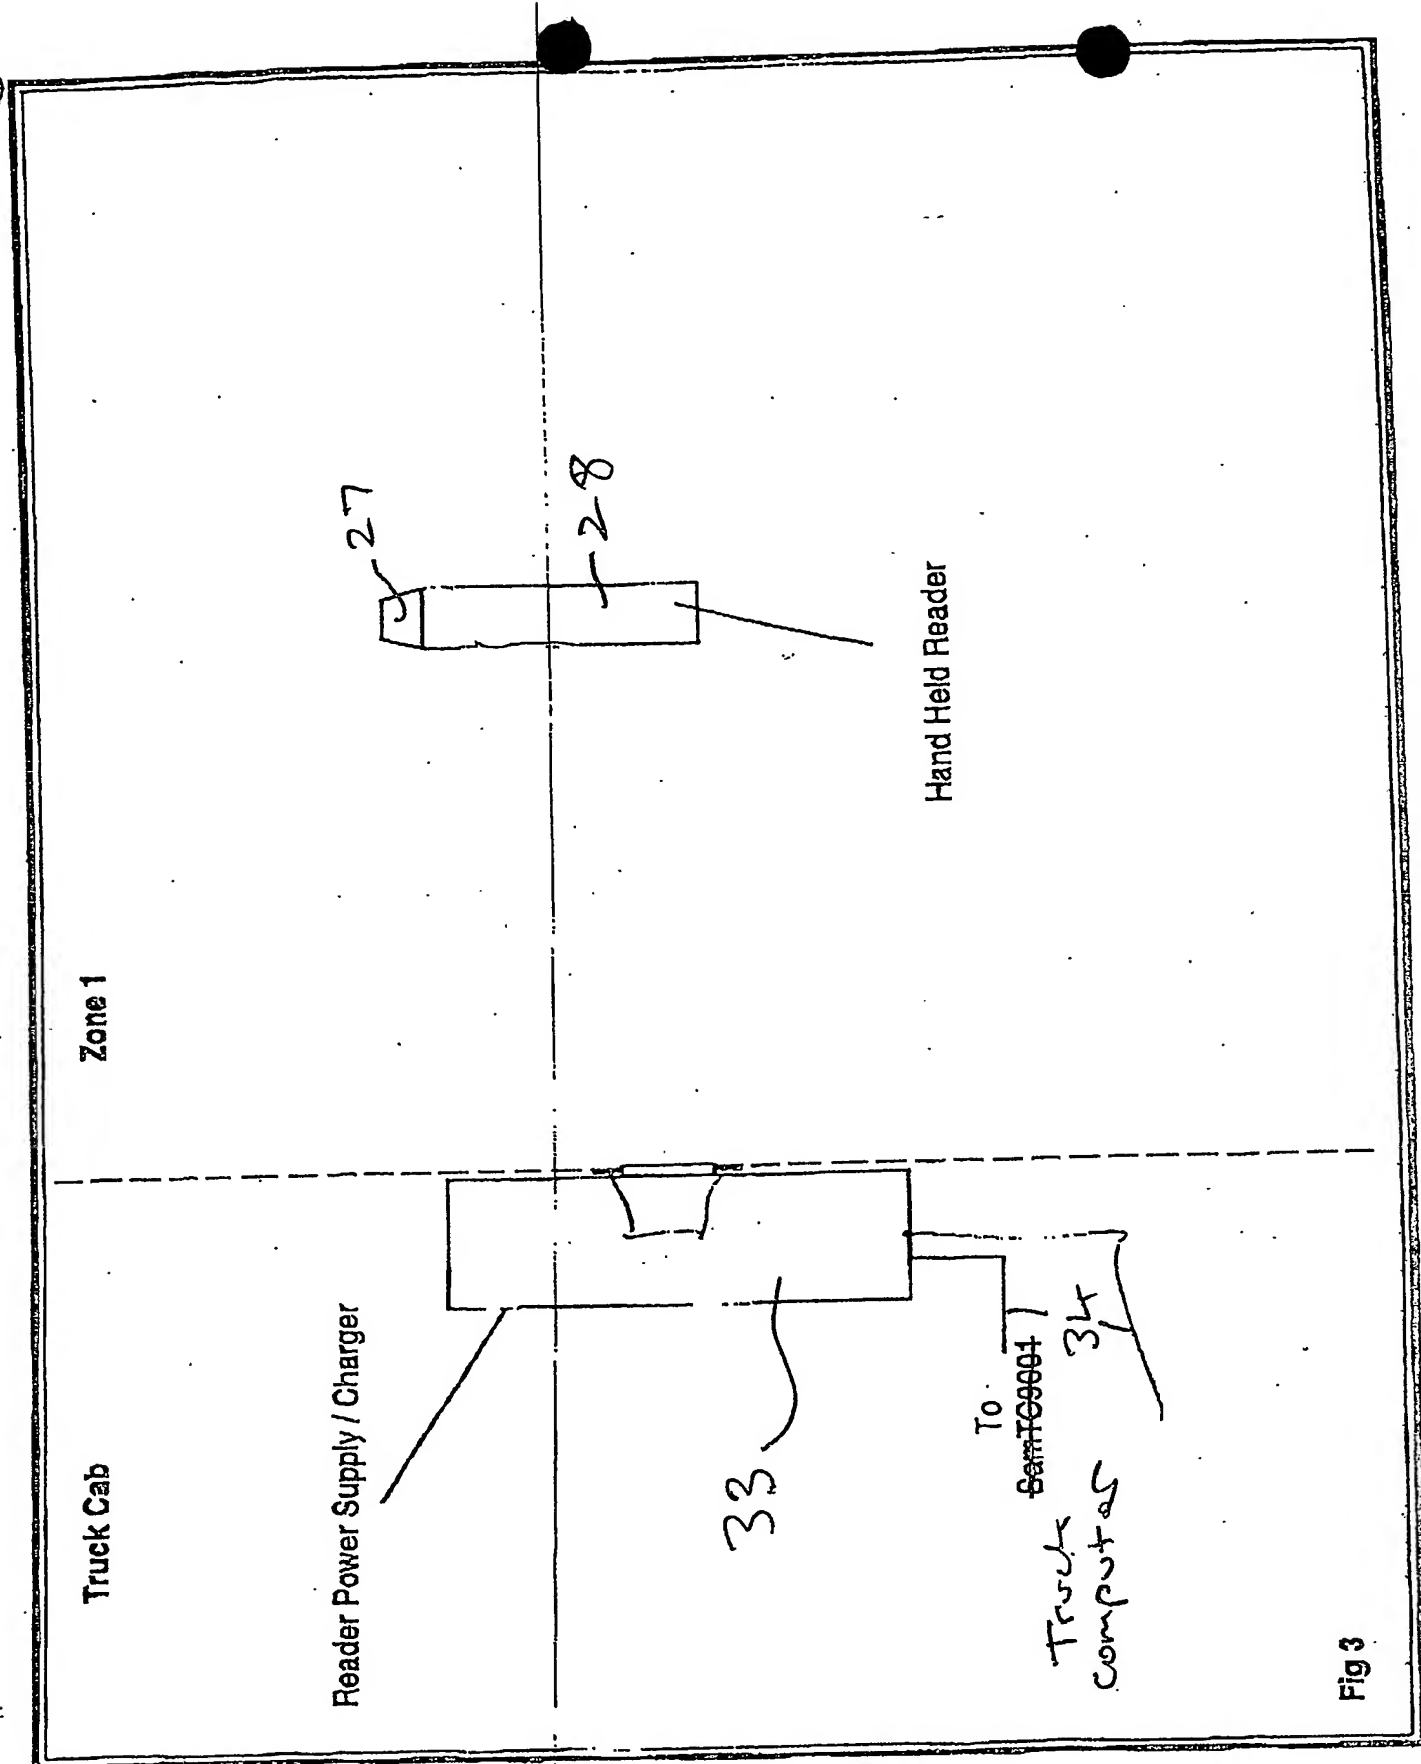 Truck Cab
Zone 1
Reader Power Supply / Charger
27
28
Hand Held Reader
33
To
SamTC9001
34
Truck
computer
Fig 3